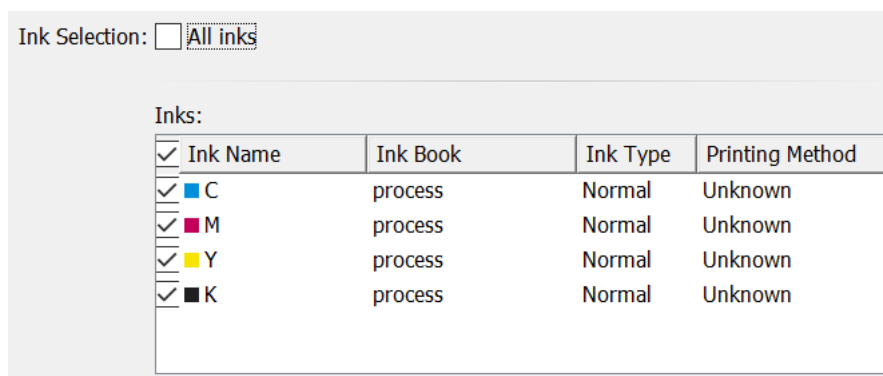 Ink Selection: All inks
Inks:
Ink Name Ink Book Ink Type Printing Method
C process Normal Unknown
M process Normal Unknown
Y process Normal Unknown
K process Normal Unknown